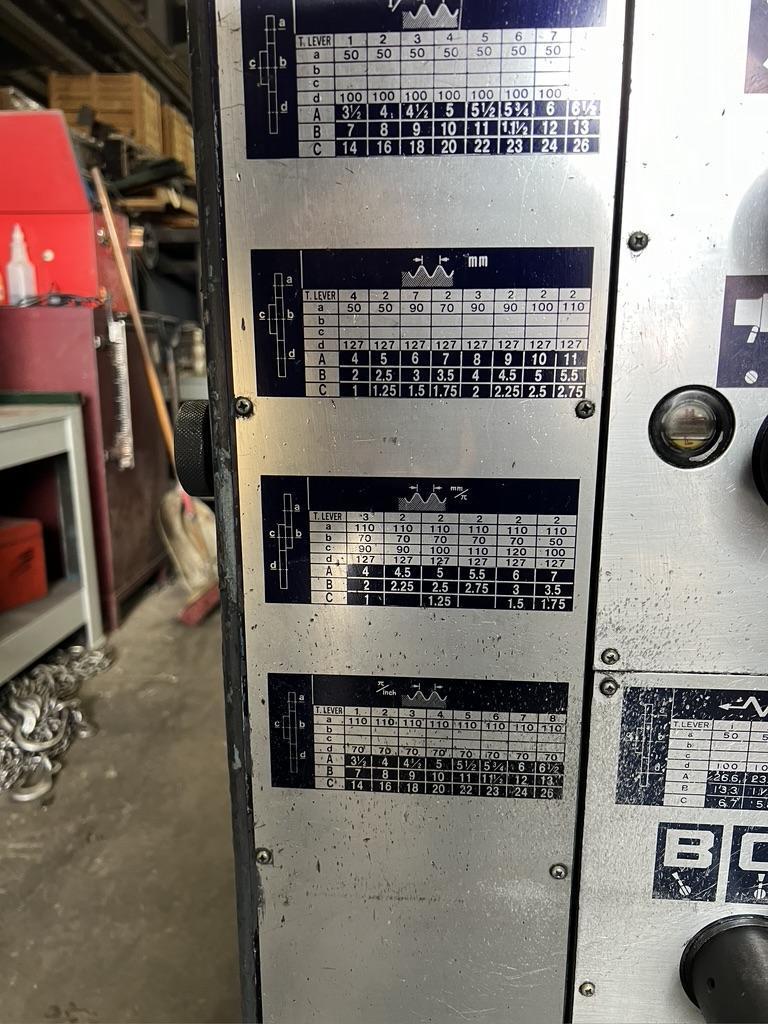 a
c b
d
T. LEVER 1 2 3 4 5 6 7
a 50 50 50 50 50 50 50
b
c
d 100 100 100 100 100 100 100
A 3½ 4 4½ 5 5½ 5¾ 6 6½
B 7 8 9 10 11 11½ 12 13
C 14 16 18 20 22 23 24 26
mm
a
c b
d
T. LEVER 4 2 7 2 3 2 2 2
a 50 50 90 70 90 90 100 110
b
c
d 127 127 127 127 127 127 127 127
A 4 5 6 7 8 9 10 11
B 2 2.5 3 3.5 4 4.5 5 5.5
C 1 1.25 1.5 1.75 2 2.25 2.5 2.75
mm/π
a
c b
d
T. LEVER 3 2 2 2 2 2
a 110 110 110 110 110 110
b 70 70 70 70 70 50
c 90 90 100 110 120 100
d 127 127 127 127 127 127
A 4 4.5 5 5.5 6 7
B 2 2.25 2.5 2.75 3 3.5
C 1 1.25 1.5 1.75
π/inch
a
c b
d
T. LEVER 1 2 3 4 5 6 7 8
a 110 110 110 110 110 110 110 110
b
c
d 70 70 70 70 70 70 70 70
A 3½ 4 4½ 5 5½ 5¾ 6 6½
B 7 8 9 10 11 11½ 12 13
C 14 16 18 20 22 23 24 26
T. LEVER
a 50
b
c
d 100
A
B 13.3
C 6.7
B